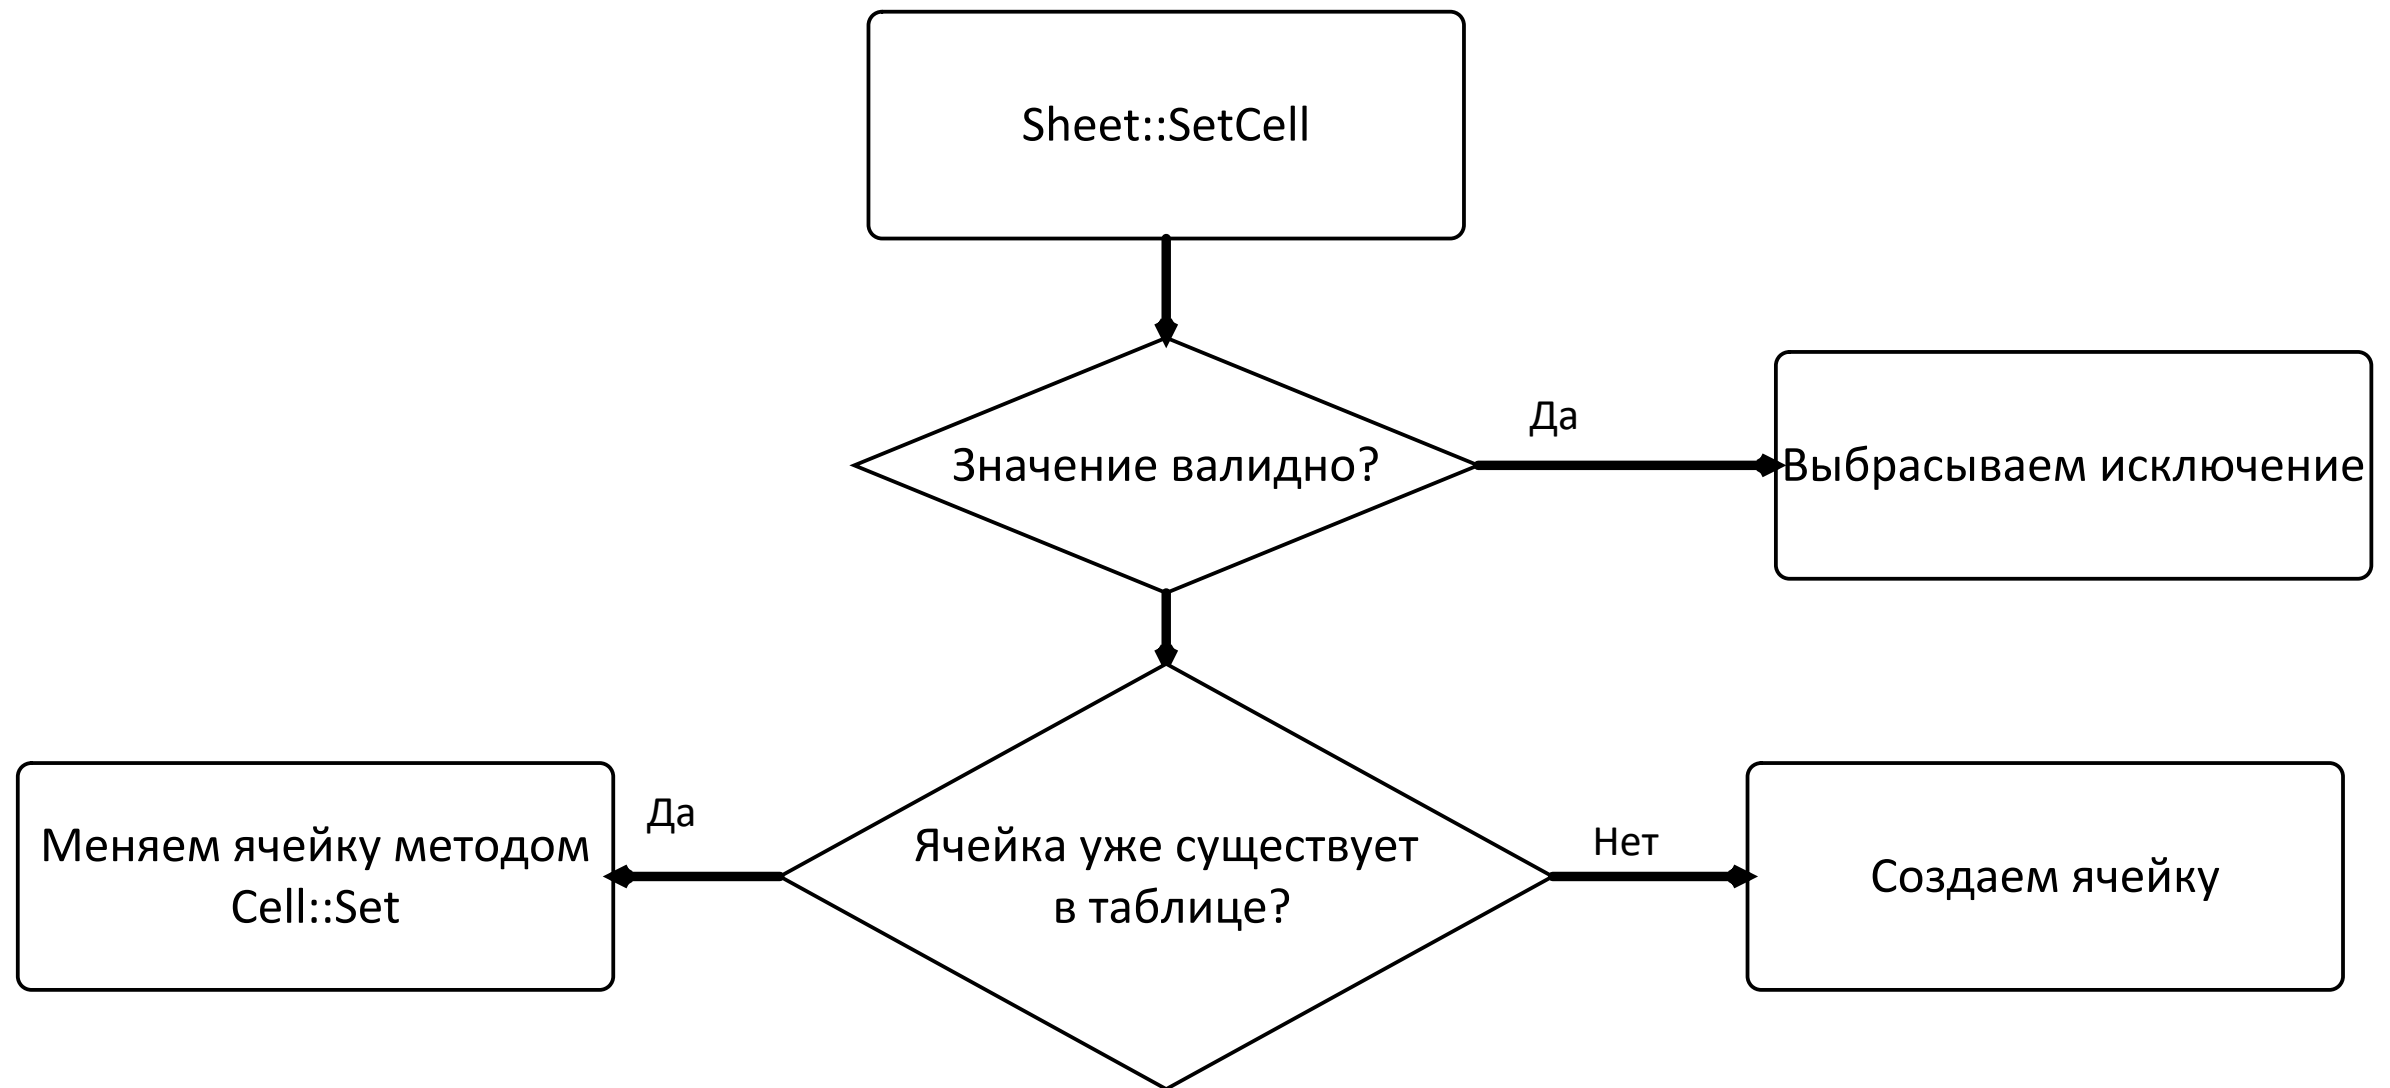 Sheet::SetCell
Да
Значение валидно?
Выбрасываем исключение
Да
Нет
Меняем ячейку методом
Cell::Set
Ячейка уже существует
в таблице?
Создаем ячейку